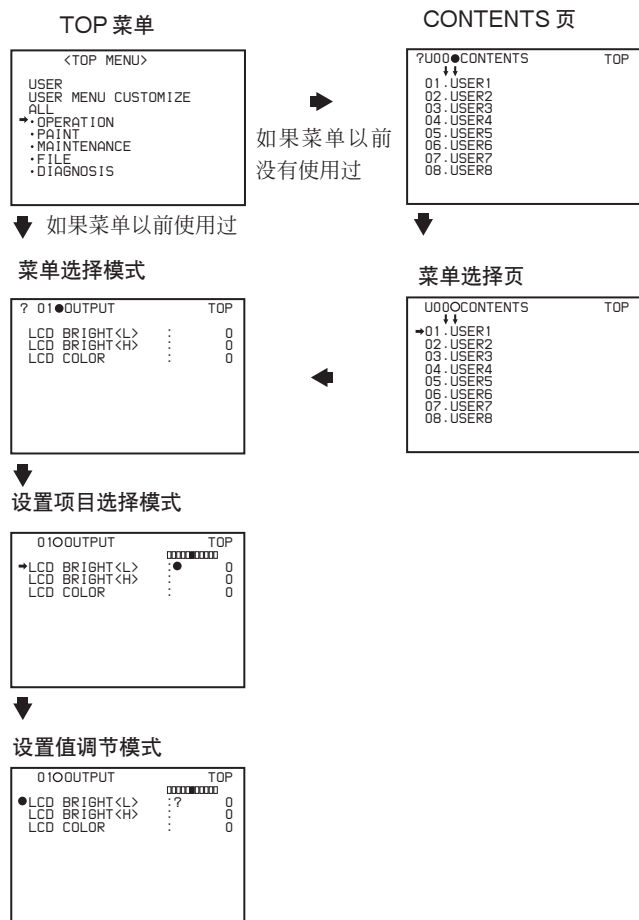 TOP 菜单
<TOP MENU>
USER
USER MENU CUSTOMIZE
ALL
➡・OPERATION
・PAINT
・MAINTENANCE
・FILE
・DIAGNOSIS
如果菜单以前
没有使用过
CONTENTS 页
?U00●CONTENTS TOP
01.USER1
02.USER2
03.USER3
04.USER4
05.USER5
06.USER6
07.USER7
08.USER8
如果菜单以前使用过
菜单选择模式
? 01●OUTPUT TOP
LCD BRIGHT<L> : 0
LCD BRIGHT<H> : 0
LCD COLOR : 0
菜单选择页
U00○CONTENTS TOP
➡01.USER1
02.USER2
03.USER3
04.USER4
05.USER5
06.USER6
07.USER7
08.USER8
设置项目选择模式
01○OUTPUT TOP
➡LCD BRIGHT<L> :● 0
LCD BRIGHT<H> : 0
LCD COLOR : 0
设置值调节模式
01○OUTPUT TOP
●LCD BRIGHT<L> :? 0
LCD BRIGHT<H> : 0
LCD COLOR : 0